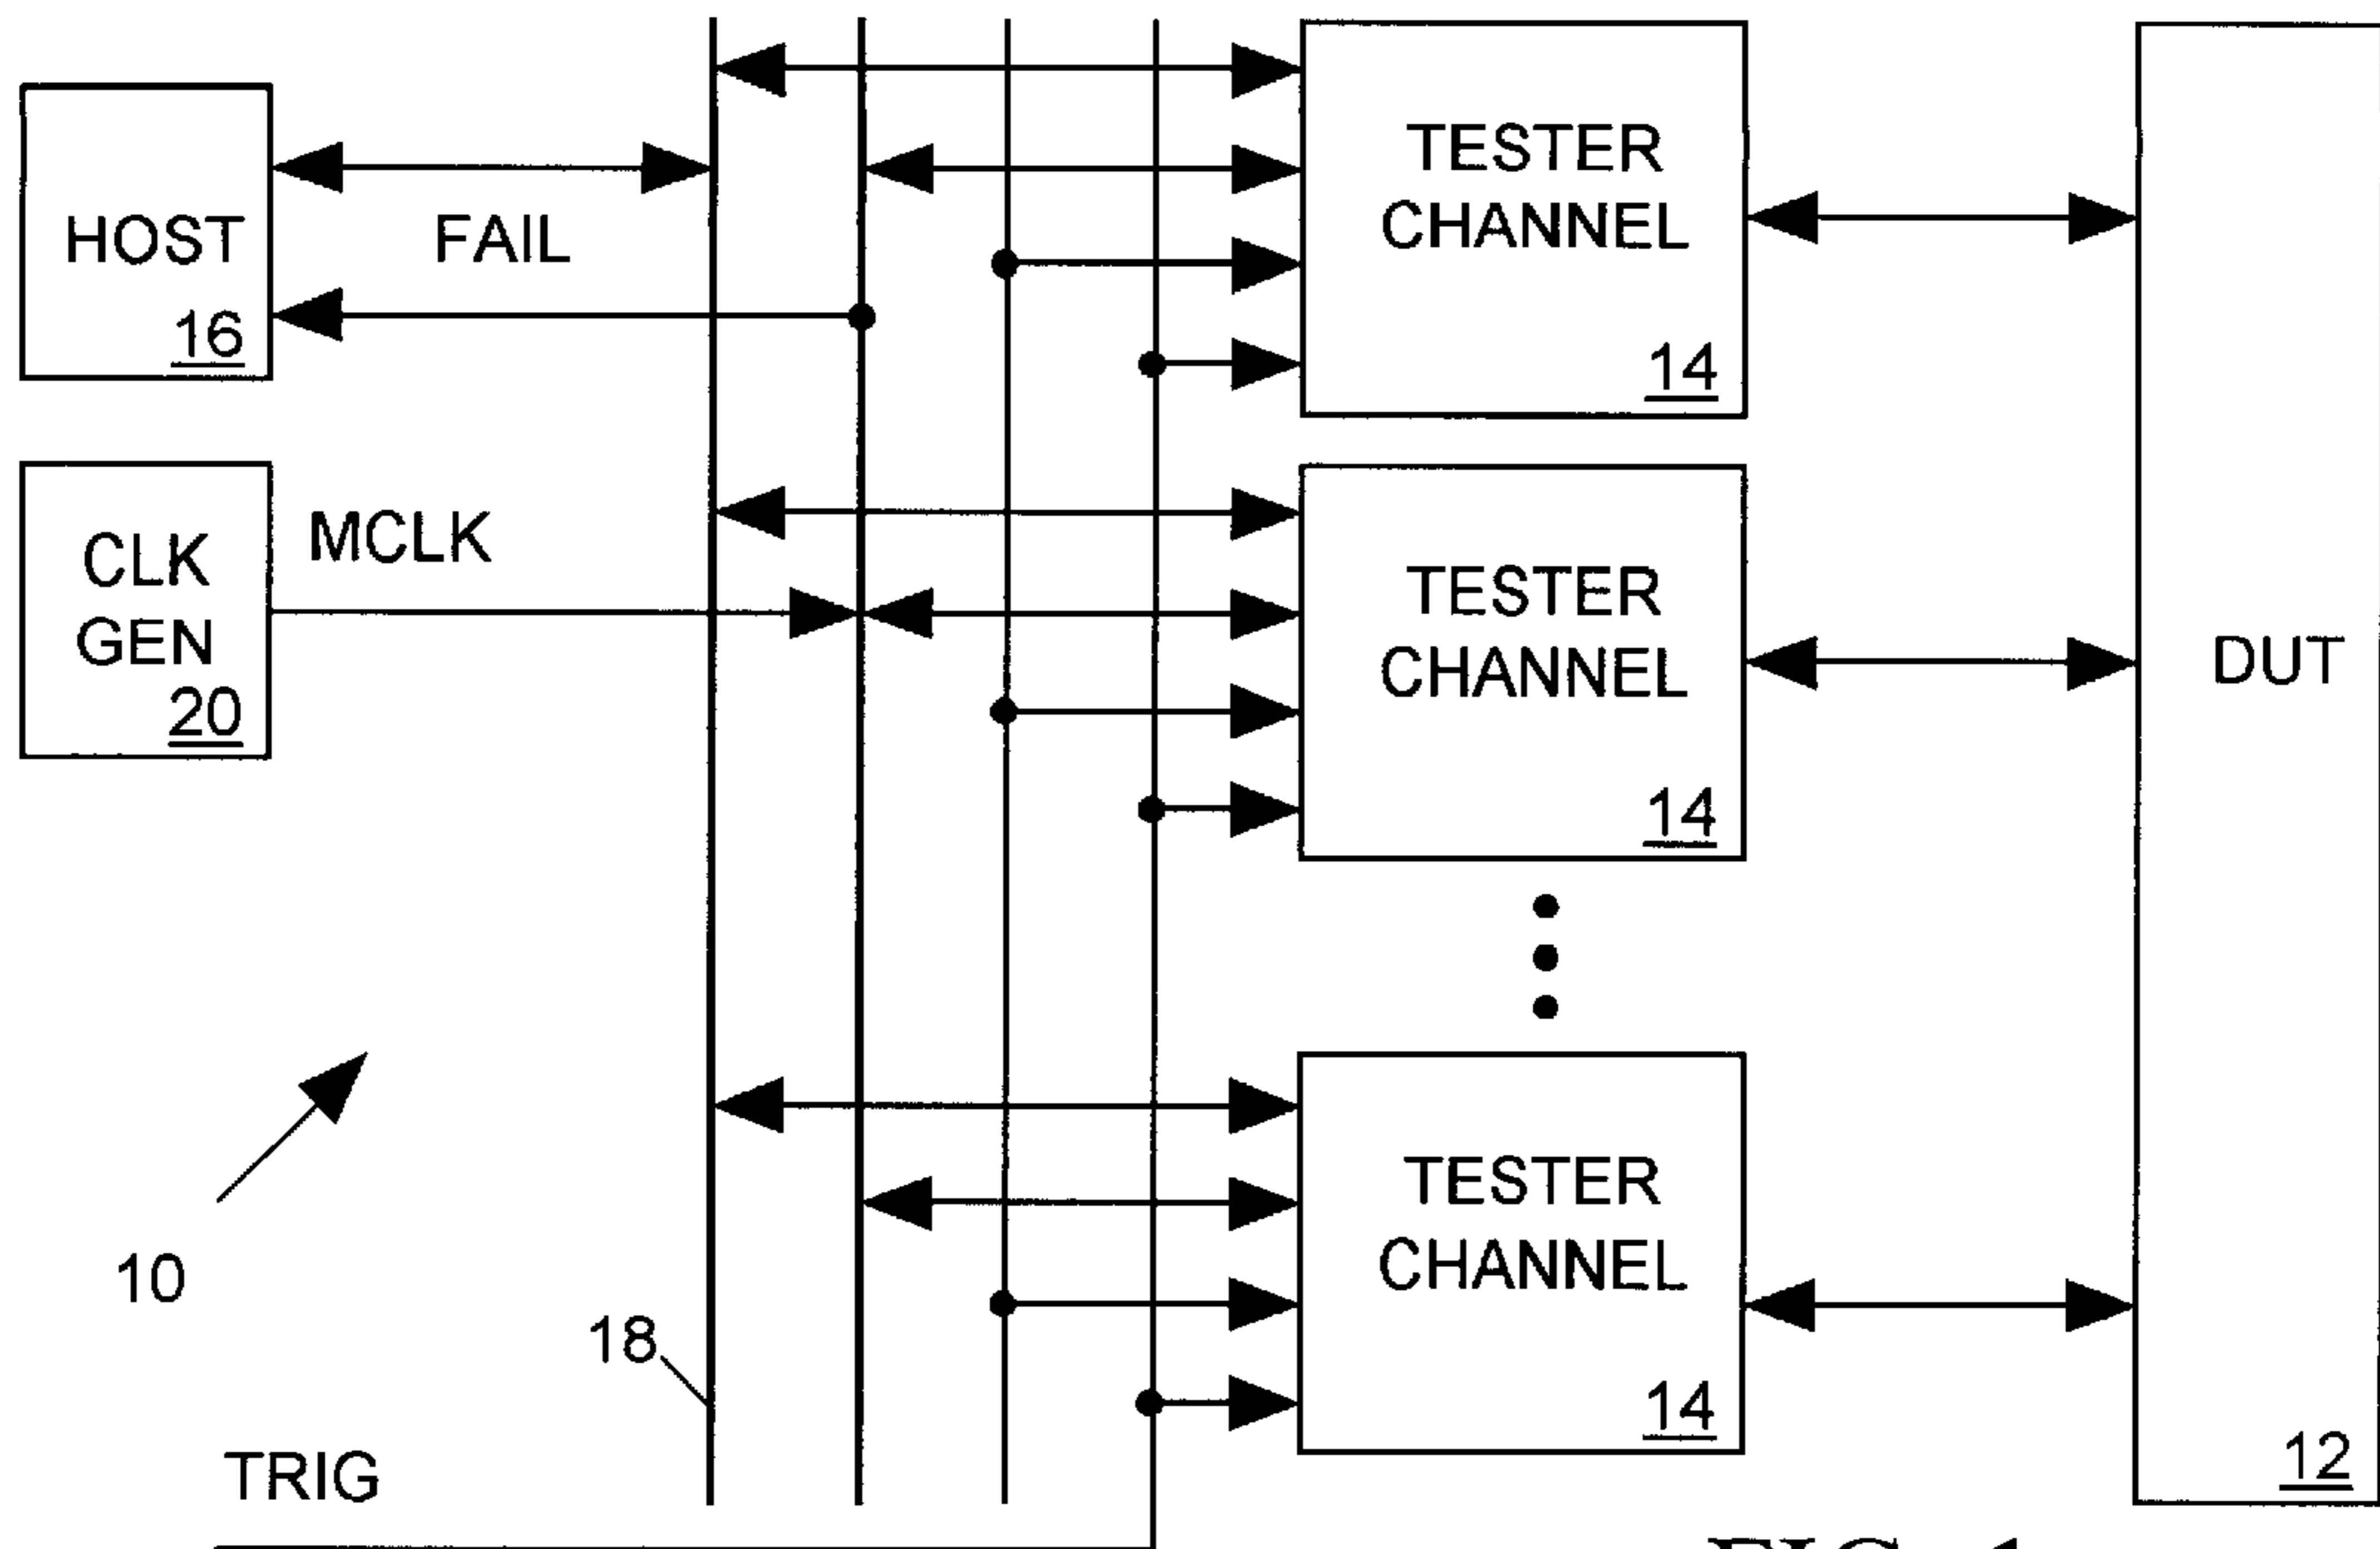 HOST
16
FAIL
CLK
GEN
20
MCLK
TESTER
CHANNEL
14
TESTER
CHANNEL
14
TESTER
CHANNEL
14
DUT
12
10
18
TRIG